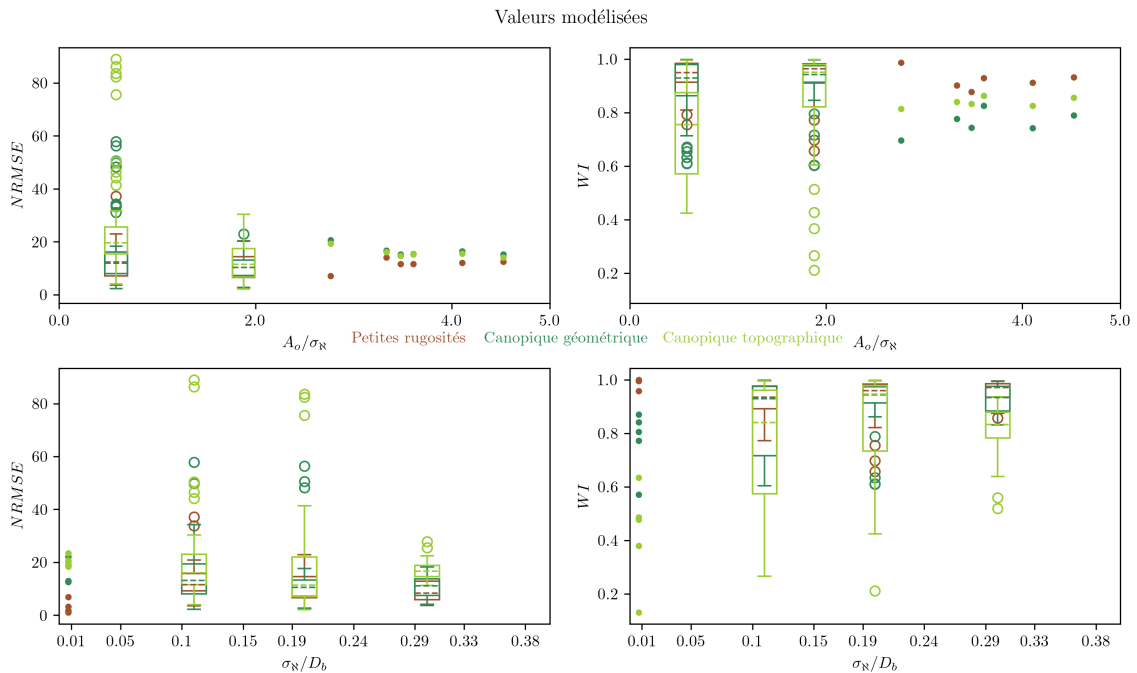 Valeurs modélisées
NRMSE
80
60
40
20
0
0.0 2.0 4.0 5.0
A_o/σ_ℵ
WI
1.0
0.8
0.6
0.4
0.2
0.0 2.0 4.0 5.0
A_o/σ_ℵ
Petites rugosités Canopique géométrique Canopique topographique
NRMSE
80
60
40
20
0
0.01 0.05 0.1 0.15 0.19 0.24 0.29 0.33 0.38
σ_ℵ/D_b
WI
1.0
0.8
0.6
0.4
0.2
0.01 0.05 0.1 0.15 0.19 0.24 0.29 0.33 0.38
σ_ℵ/D_b